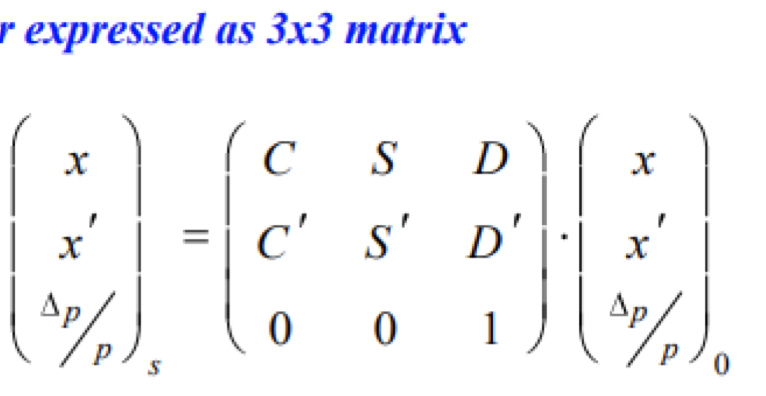 r expressed as 3x3 matrix
( x ) = ( C S D ) · ( x )
( x′ ) ( C′ S′ D′ ) ( x′ )
( Δp/p )s ( 0 0 1 ) ( Δp/p )0